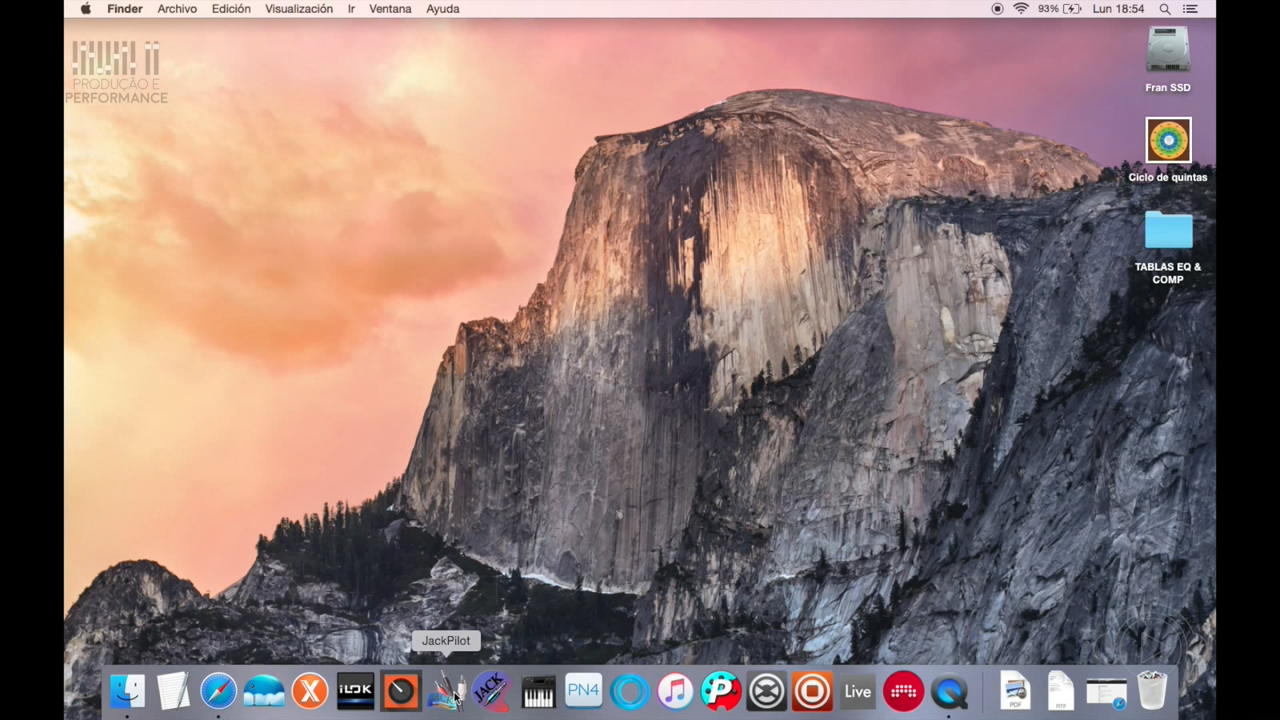 Finder Archivo Edición Visualización Ir Ventana Ayuda 93% Lun 18:54
PRODUÇÃO E
PERFORMANCE
Fran SSD
Ciclo de quintas
TABLAS EQ &
COMP
JackPilot
iLOK JACK PN4 Live PDF RTF